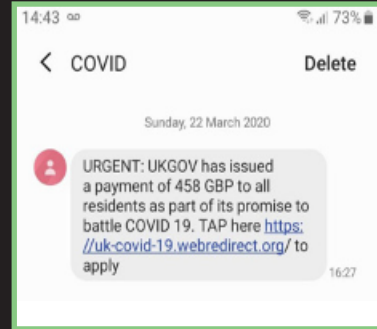 14:43 73%
COVID Delete
Sunday, 22 March 2020
URGENT: UKGOV has issued
a payment of 458 GBP to all
residents as part of its promise to
battle COVID 19. TAP here https:
//uk-covid-19.webredirect.org/ to
apply
16:27